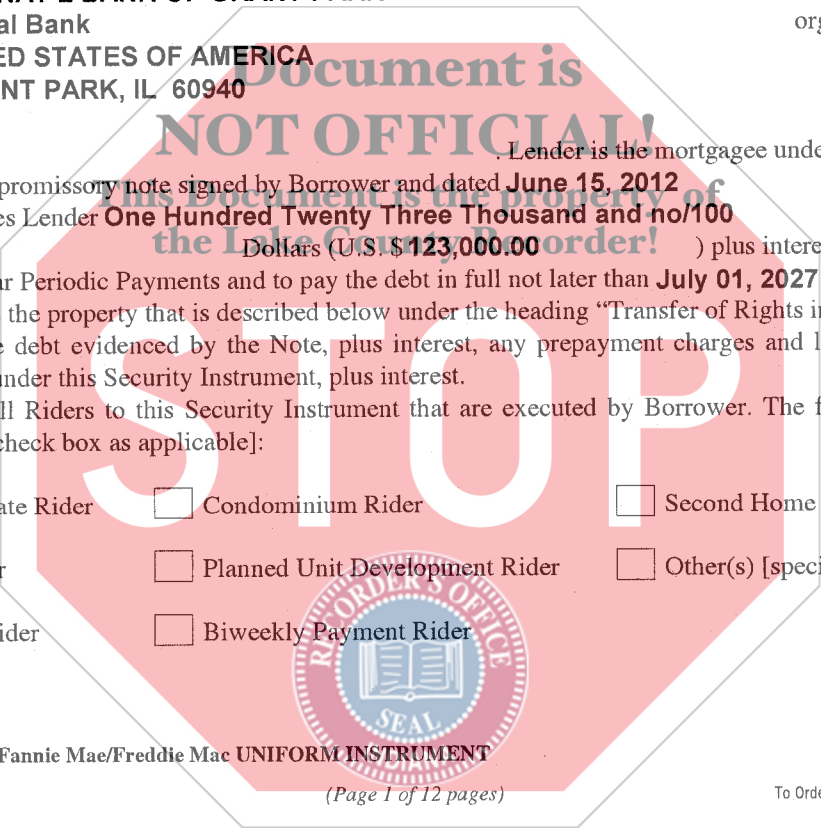 al Bank
org
ED STATES OF AMERICA
NT PARK, IL 60940
Document is
NOT OFFICIAL!
. Lender is the mortgagee unde
promissory note signed by Borrower and dated June 15, 2012
This Document is the property of
es Lender One Hundred Twenty Three Thousand and no/100
the Lake County Recorder!
Dollars (U.S. $ 123,000.00 ) plus intere
ar Periodic Payments and to pay the debt in full not later than July 01, 2027
the property that is described below under the heading “Transfer of Rights in
e debt evidenced by the Note, plus interest, any prepayment charges and l
under this Security Instrument, plus interest.
ll Riders to this Security Instrument that are executed by Borrower. The f
check box as applicable]:
STOP
ate Rider Condominium Rider Second Home
r Planned Unit Development Rider Other(s) [speci
ider Biweekly Payment Rider
RECORDER'S OFFICE
SEAL
INDIANA
Fannie Mae/Freddie Mac UNIFORM INSTRUMENT
(Page 1 of 12 pages)
To Orde